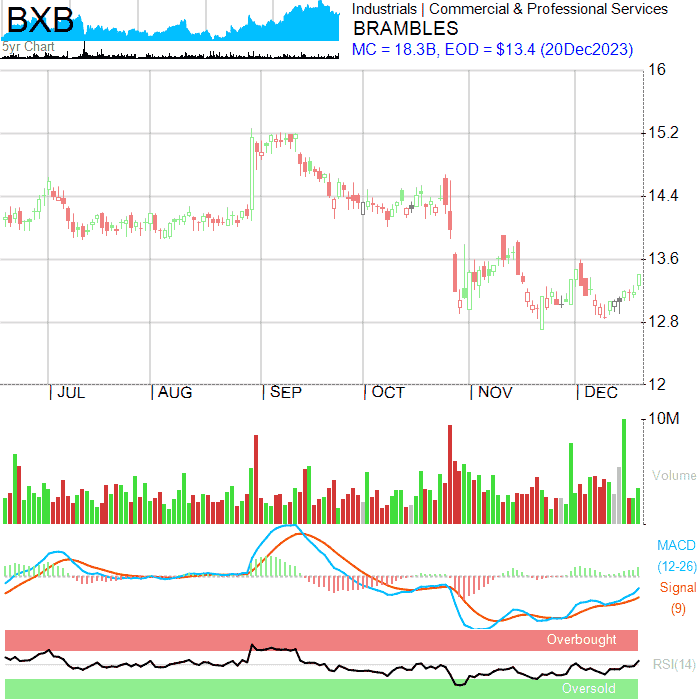 BXB
5yr Chart
Industrials | Commercial & Professional Services
BRAMBLES
MC = 18.3B, EOD = $13.4 (20Dec2023)
16
15.2
14.4
13.6
12.8
12
JUL
AUG
SEP
OCT
NOV
DEC
10M
Volume
MACD
(12-26)
Signal
(9)
Overbought
RSI(14)
Oversold